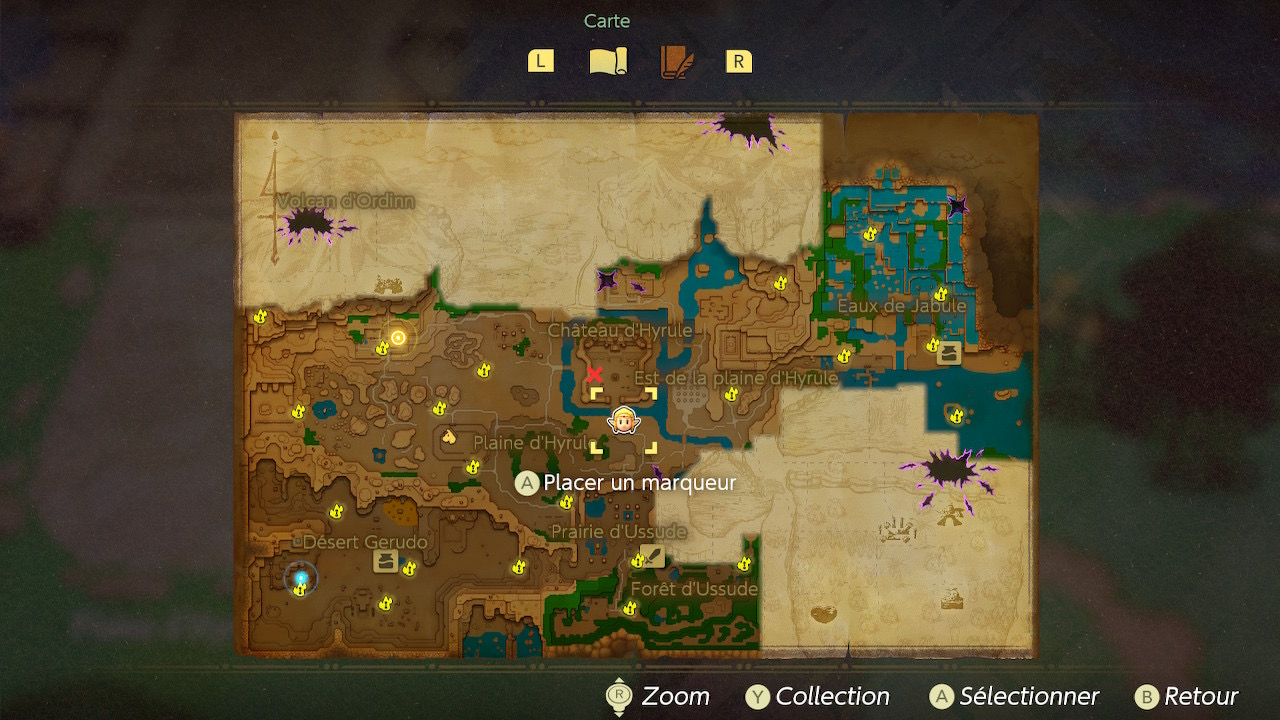 Carte
L
R
Volcan d'Ordinn
Eaux de Jabule
Château d'Hyrule
Est de la plaine d'Hyrule
Plaine d'Hyrule
A Placer un marqueur
Prairie d'Ussude
Désert Gerudo
Forêt d'Ussude
R Zoom Y Collection A Sélectionner B Retour